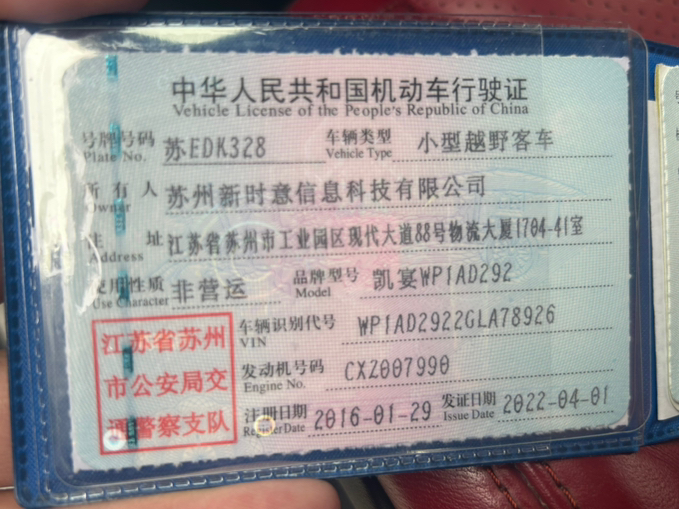 中华人民共和国机动车行驶证
Vehicle License of the People's Republic of China
号牌号码 苏EDK328 车辆类型 小型越野客车
Plate No. Vehicle Type
所有人 苏州新时意信息科技有限公司
Owner
住址 江苏省苏州市工业园区现代大道88号物流大厦1704-41室
Address
使用性质 非营运 品牌型号 凯宴WP1AD292
Use Character Model
江苏省苏州
市公安局交
通警察支队
车辆识别代号 WP1AD2922GLA78926
VIN
发动机号码 CXZ007990
Engine No.
注册日期 2016-01-29 发证日期 2022-04-01
Register Date Issue Date